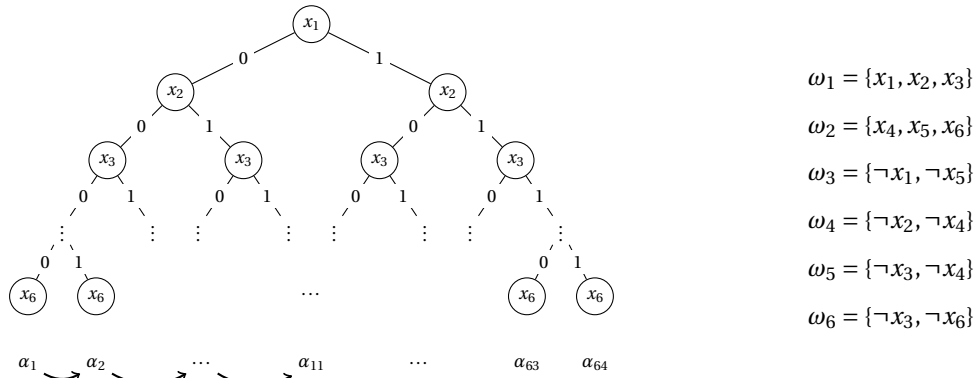 x₁
0 1
x₂ x₂
0 1 0 1
x₃ x₃ x₃ x₃
0 1 0 1 0 1 0 1
⋮ ⋮ ⋮ ⋮ ⋮ ⋮ ⋮ ⋮
0 1 0 1
x₆ x₆ ... x₆ x₆
α₁ α₂ ... α₁₁ ... α₆₃ α₆₄
ω₁ = {x₁, x₂, x₃}
ω₂ = {x₄, x₅, x₆}
ω₃ = {¬x₁, ¬x₅}
ω₄ = {¬x₂, ¬x₄}
ω₅ = {¬x₃, ¬x₄}
ω₆ = {¬x₃, ¬x₆}